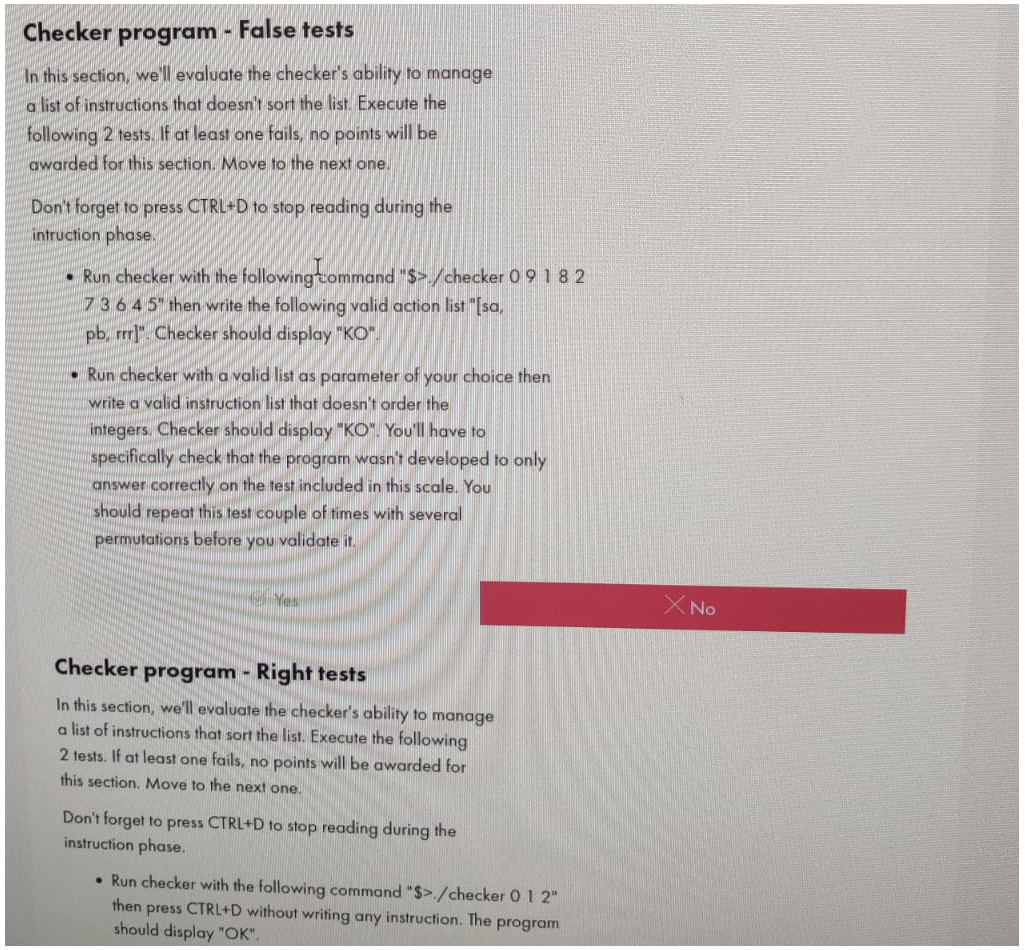 Checker program - False tests
In this section, we'll evaluate the checker's ability to manage
a list of instructions that doesn't sort the list. Execute the
following 2 tests. If at least one fails, no points will be
awarded for this section. Move to the next one.
Don't forget to press CTRL+D to stop reading during the
intruction phase.
• Run checker with the following command "$>./checker 0 9 1 8 2
7 3 6 4 5" then write the following valid action list "[sa,
pb, rrr]". Checker should display "KO".
• Run checker with a valid list as parameter of your choice then
write a valid instruction list that doesn't order the
integers. Checker should display "KO". You'll have to
specifically check that the program wasn't developed to only
answer correctly on the test included in this scale. You
should repeat this test couple of times with several
permutations before you validate it.
Yes
No
Checker program - Right tests
In this section, we'll evaluate the checker's ability to manage
a list of instructions that sort the list. Execute the following
2 tests. If at least one fails, no points will be awarded for
this section. Move to the next one.
Don't forget to press CTRL+D to stop reading during the
instruction phase.
• Run checker with the following command "$>./checker 0 1 2"
then press CTRL+D without writing any instruction. The program
should display "OK".